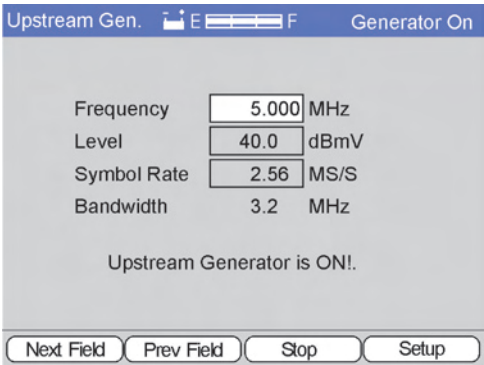 Upstream Gen. E F Generator On
Frequency 5.000 MHz
Level 40.0 dBmV
Symbol Rate 2.56 MS/S
Bandwidth 3.2 MHz
Upstream Generator is ON!.
Next Field Prev Field Stop Setup